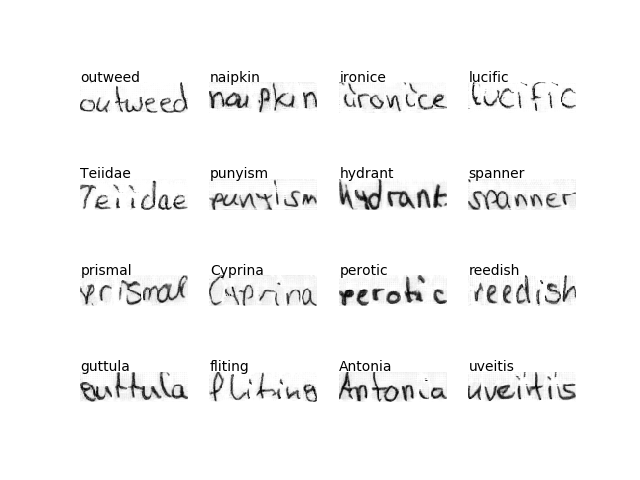 outweed naipkin ironice lucific
outweed naipkin ironice lucific
Teiidae punyism hydrant spanner
Teiidae punyism hydrant spanner
prismal Cyprina perotic reedish
prismal Cyprina perotic reedish
guttula fliting Antonia uveitis
guttula fliting Antonia uveitiis